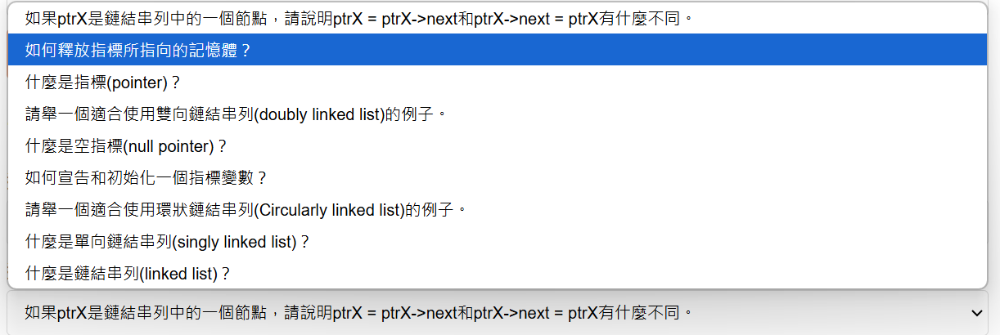 如果ptrX是鏈結串列中的一個節點，請說明ptrX = ptrX->next和ptrX->next = ptrX有什麼不同。
如何釋放指標所指向的記憶體？
什麼是指標(pointer)？
請舉一個適合使用雙向鏈結串列(doubly linked list)的例子。
什麼是空指標(null pointer)？
如何宣告和初始化一個指標變數？
請舉一個適合使用環狀鏈結串列(Circularly linked list)的例子。
什麼是單向鏈結串列(singly linked list)？
什麼是鏈結串列(linked list)？
如果ptrX是鏈結串列中的一個節點，請說明ptrX = ptrX->next和ptrX->next = ptrX有什麼不同。